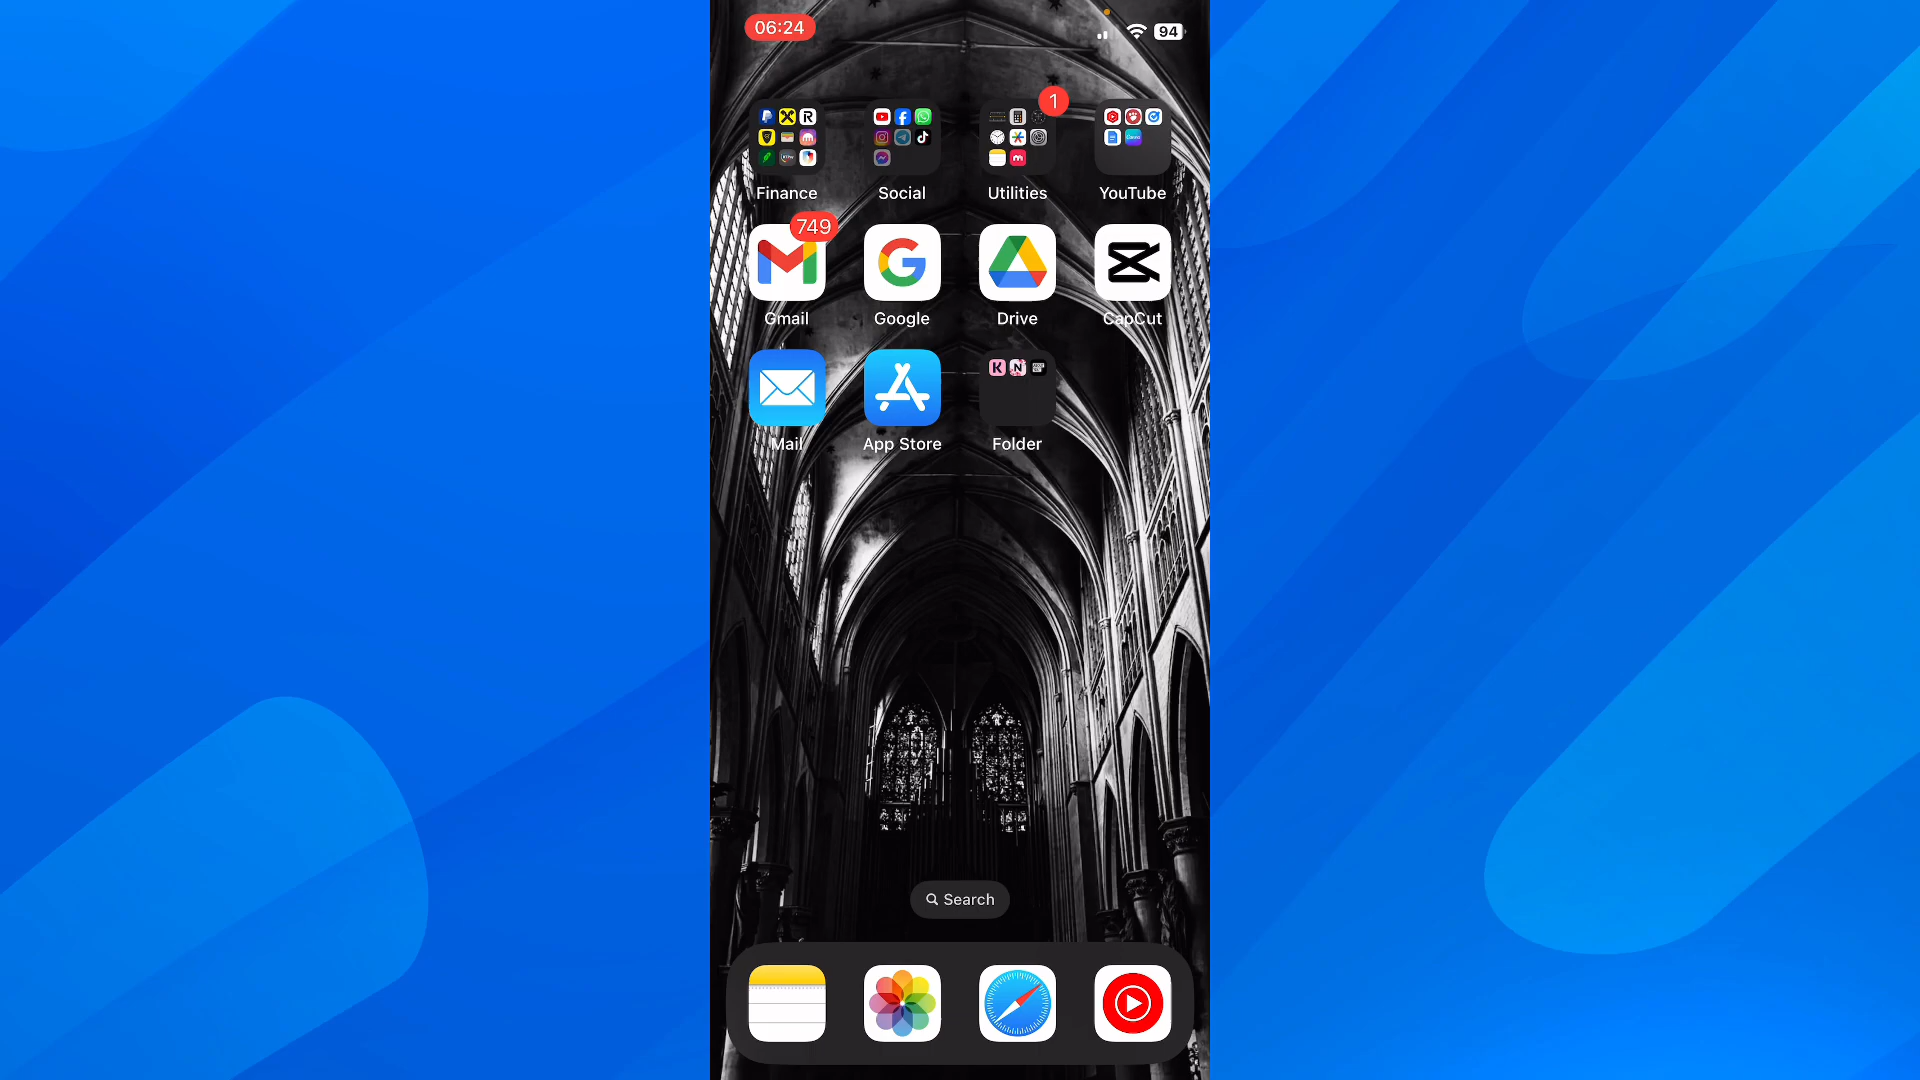 06:24
94
1
Finance
Social
Utilities
YouTube
749
Gmail
Google
Drive
CapCut
K
N
Mail
App Store
Folder
Search